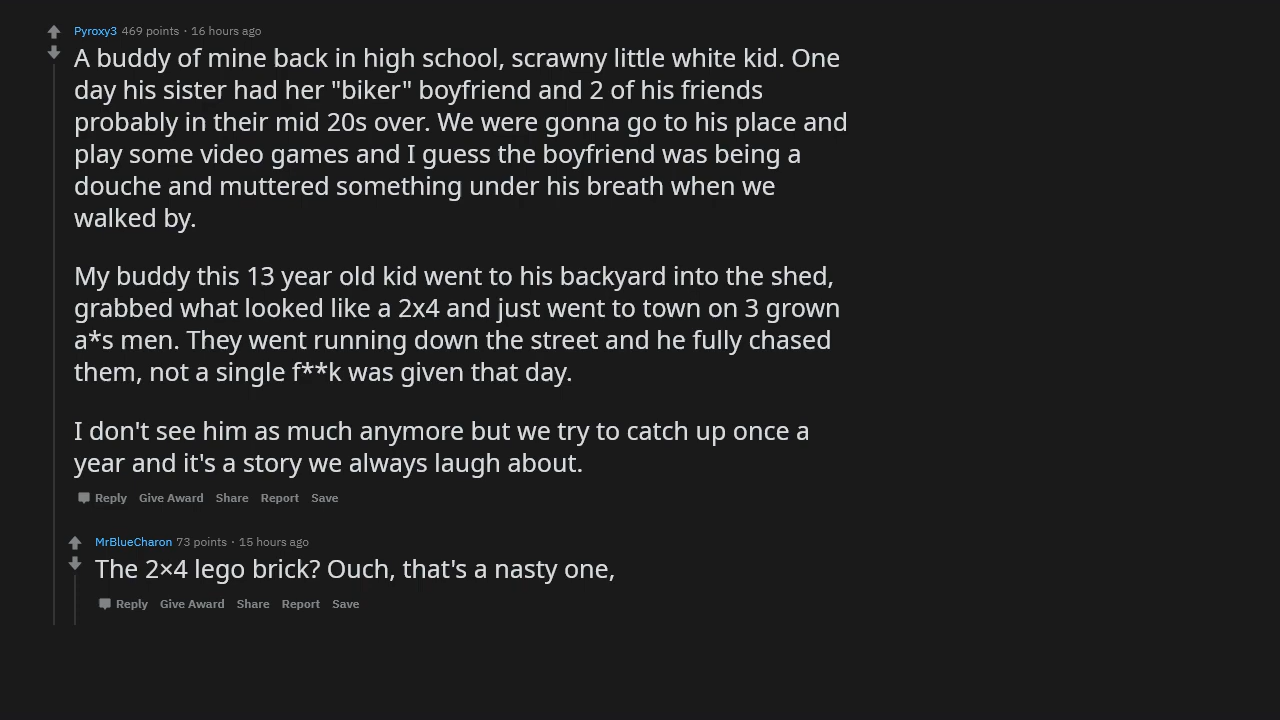 Pyroxy3 469 points · 16 hours ago
A buddy of mine back in high school, scrawny little white kid. One
day his sister had her "biker" boyfriend and 2 of his friends
probably in their mid 20s over. We were gonna go to his place and
play some video games and I guess the boyfriend was being a
douche and muttered something under his breath when we
walked by.
My buddy this 13 year old kid went to his backyard into the shed,
grabbed what looked like a 2x4 and just went to town on 3 grown
a*s men. They went running down the street and he fully chased
them, not a single f**k was given that day.
I don't see him as much anymore but we try to catch up once a
year and it's a story we always laugh about.
Reply Give Award Share Report Save
MrBlueCharon 73 points · 15 hours ago
The 2×4 lego brick? Ouch, that's a nasty one,
Reply Give Award Share Report Save